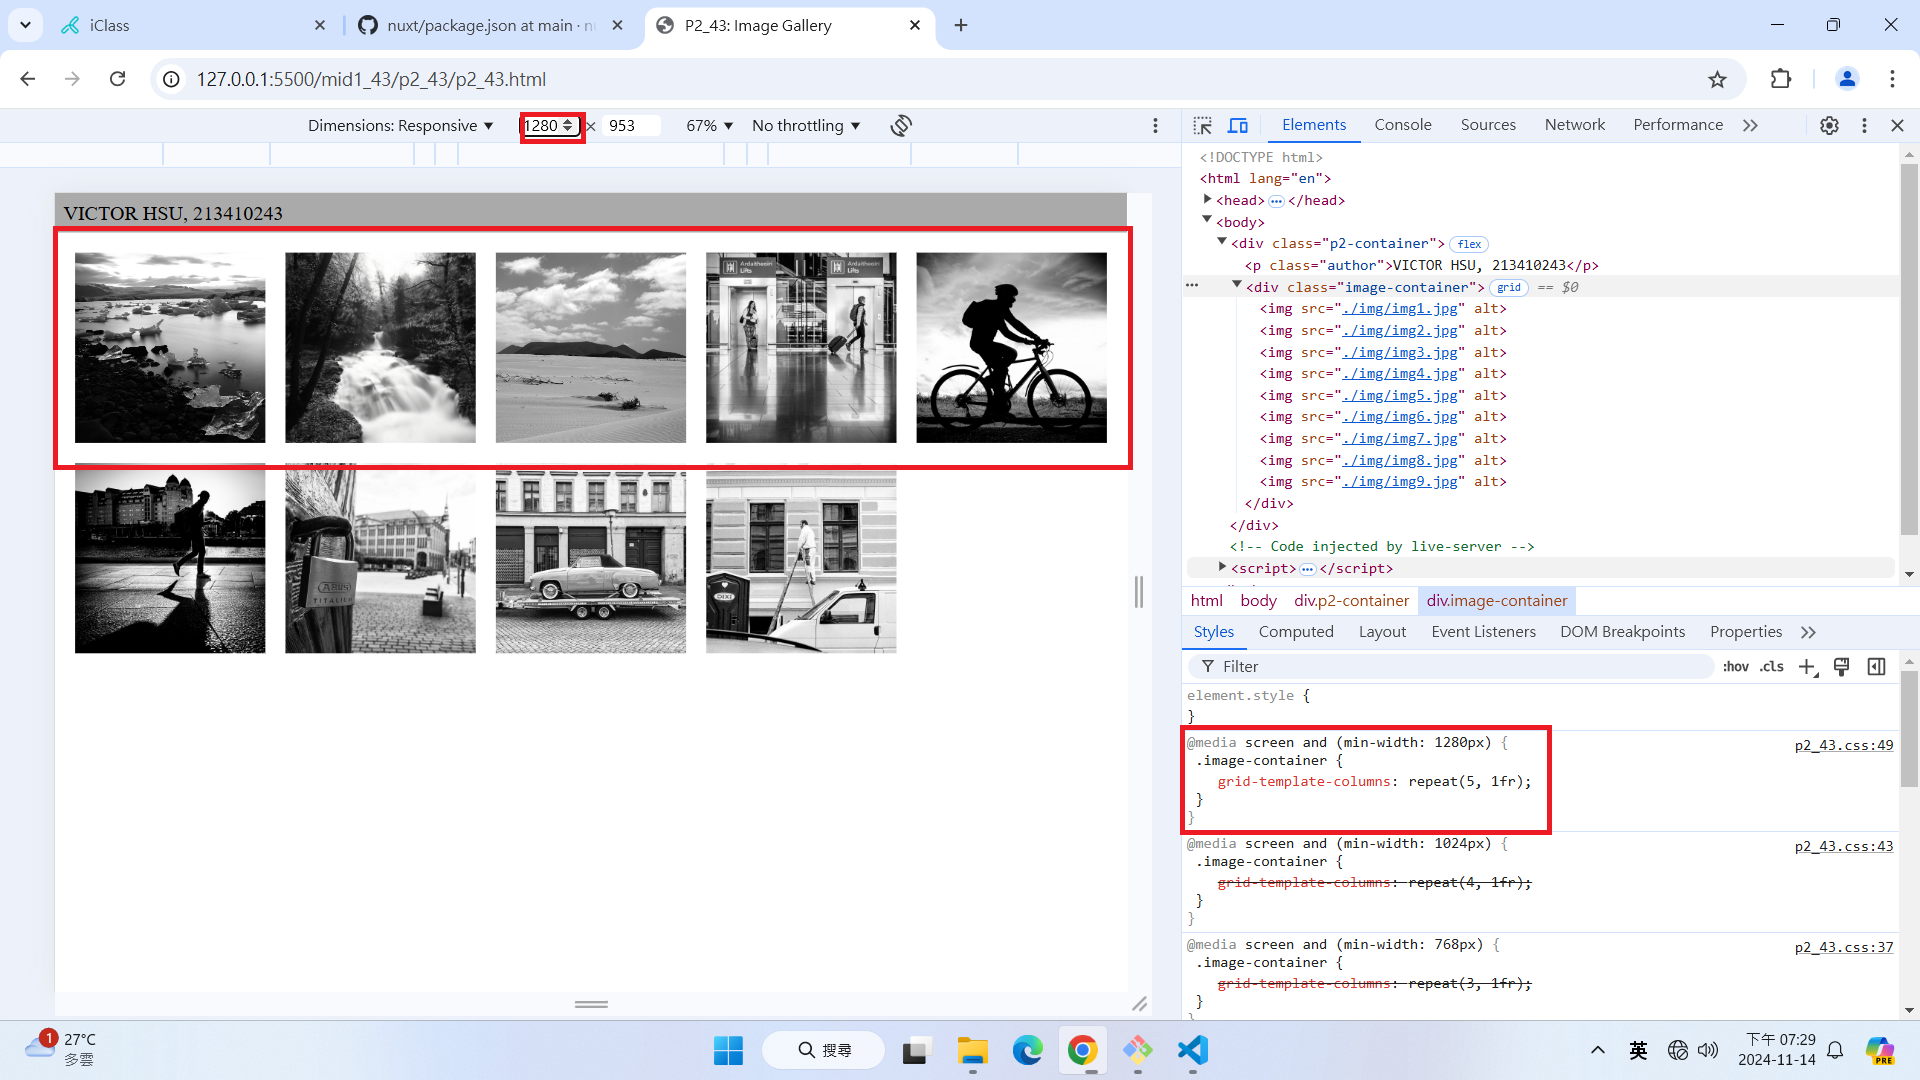 iClass
nuxt/package.json at main · nu
P2_43: Image Gallery
127.0.0.1:5500/mid1_43/p2_43/p2_43.html
Dimensions: Responsive
1280 × 953
67%
No throttling
Elements
Console
Sources
Network
Performance
VICTOR HSU, 213410243
<!DOCTYPE html>
<html lang="en">
<head> ••• </head>
<body>
<div class="p2-container"> flex
<p class="author">VICTOR HSU, 213410243</p>
<div class="image-container"> grid == $0
<img src="./img/img1.jpg" alt>
<img src="./img/img2.jpg" alt>
<img src="./img/img3.jpg" alt>
<img src="./img/img4.jpg" alt>
<img src="./img/img5.jpg" alt>
<img src="./img/img6.jpg" alt>
<img src="./img/img7.jpg" alt>
<img src="./img/img8.jpg" alt>
<img src="./img/img9.jpg" alt>
</div>
</div>
<!-- Code injected by live-server -->
<script> ••• </script>
html body div.p2-container div.image-container
Styles
Computed
Layout
Event Listeners
DOM Breakpoints
Properties
Filter
:hov .cls
element.style {
}
@media screen and (min-width: 1280px) {
p2_43.css:49
.image-container {
grid-template-columns: repeat(5, 1fr);
}
}
@media screen and (min-width: 1024px) {
p2_43.css:43
.image-container {
grid-template-columns: repeat(4, 1fr);
}
}
@media screen and (min-width: 768px) {
p2_43.css:37
.image-container {
grid-template-columns: repeat(3, 1fr);
}
}
1
27°C
多雲
搜尋
英
下午 07:29
2024-11-14
PRE